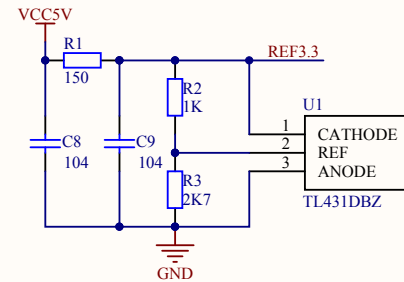 VCC5V
R1
150
REF3.3
R2
1K
U1
1 CATHODE
2 REF
3 ANODE
TL431DBZ
C8
104
C9
104
R3
2K7
GND